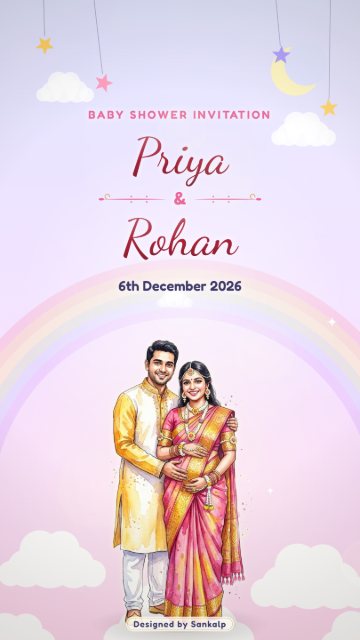 BABY SHOWER INVITATION
Priya
&
Rohan
6th December 2026
Designed by Sankalp